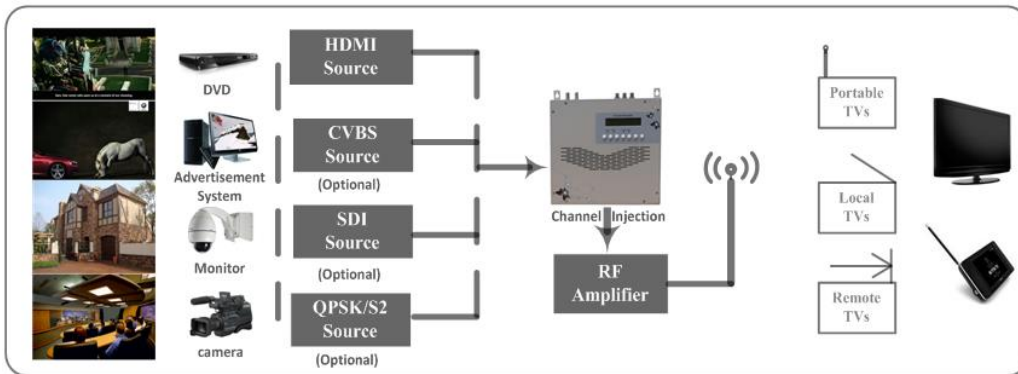 HDMI
Source
DVD
CVBS
Source
(Optional)
Advertisement
System
SDI
Source
(Optional)
Monitor
QPSK/S2
Source
(Optional)
camera
Channel Injection
RF
Amplifier
Portable
TVs
Local
TVs
Remote
TVs